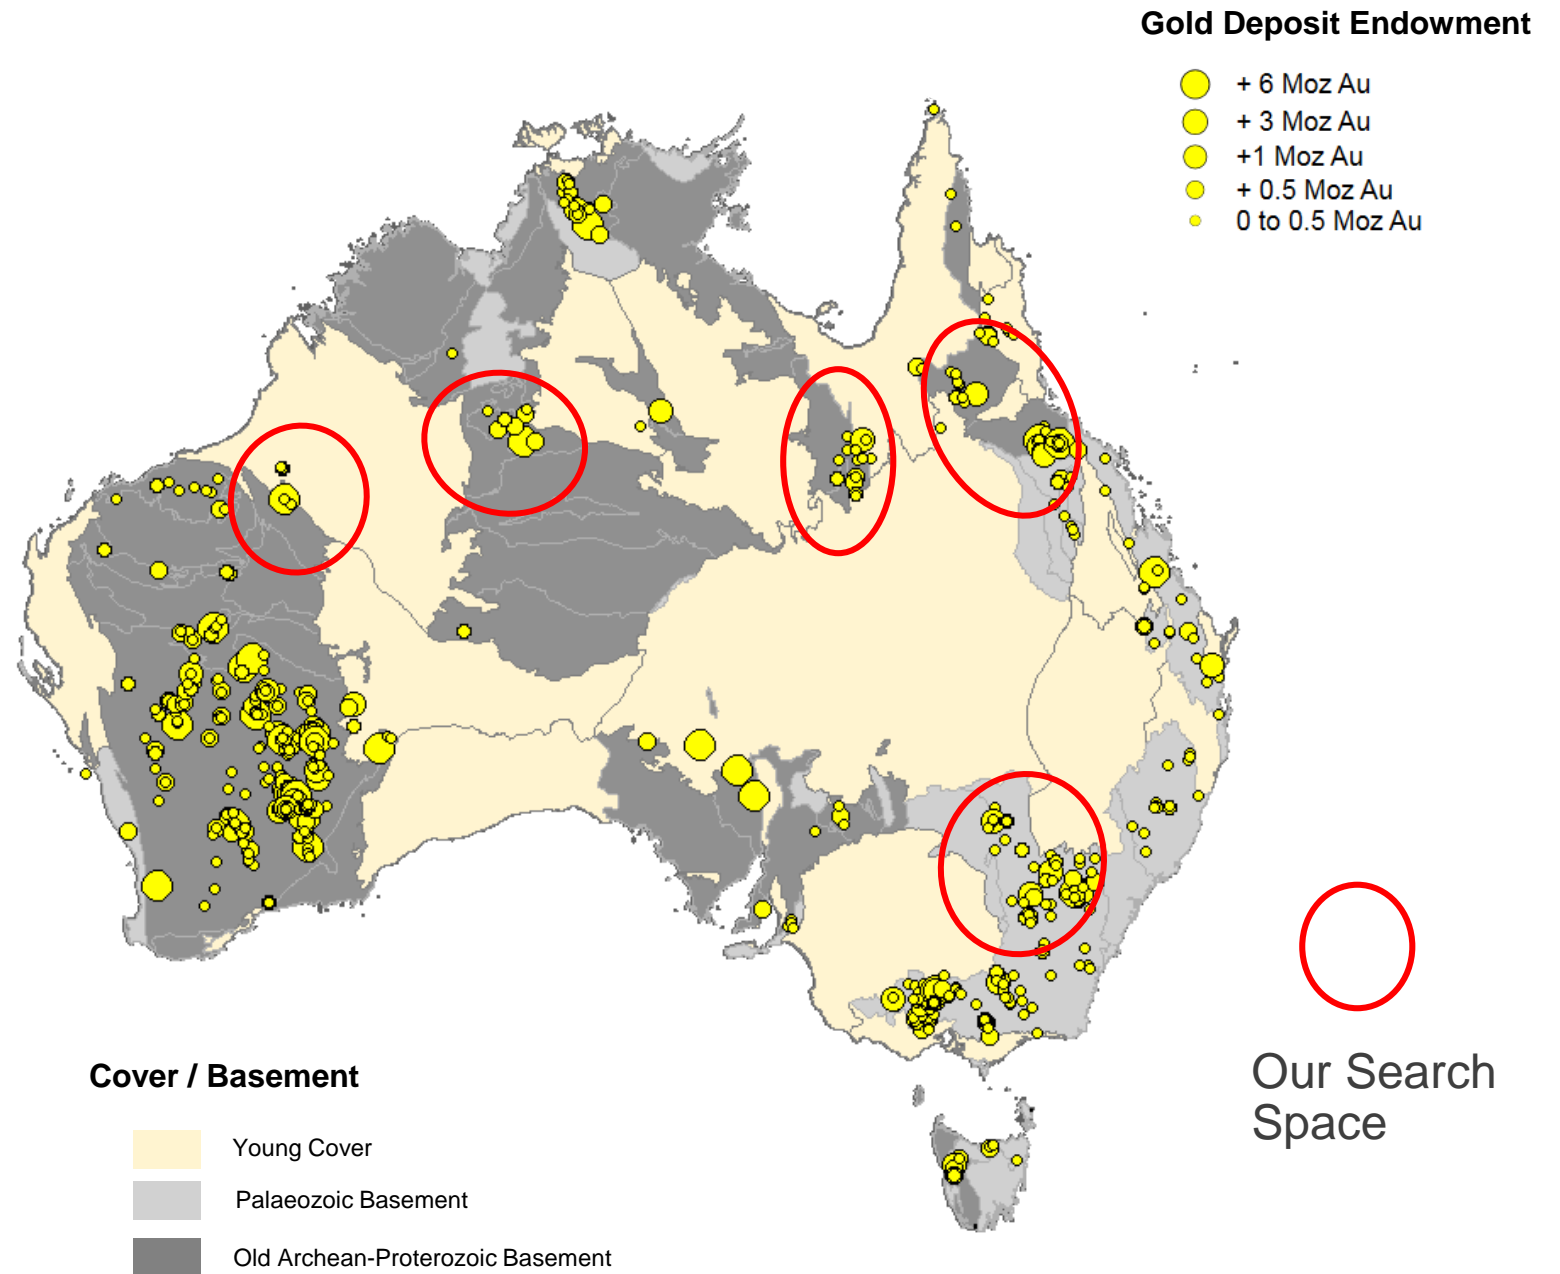 Gold Deposit Endowment
+ 6 Moz Au
+ 3 Moz Au
+1 Moz Au
+ 0.5 Moz Au
0 to 0.5 Moz Au
Our Search
Space
Cover / Basement
Young Cover
Palaeozoic Basement
Old Archean-Proterozoic Basement